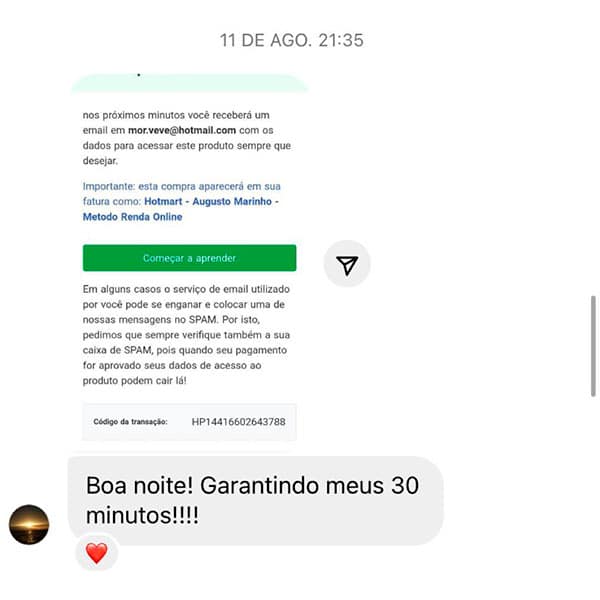 11 DE AGO. 21:35
nos próximos minutos você receberá um
email em mor.veve@hotmail.com com os
dados para acessar este produto sempre que
desejar.
Importante: esta compra aparecerá em sua
fatura como: Hotmart - Augusto Marinho -
Metodo Renda Online
Começar a aprender
Em alguns casos o serviço de email utilizado
por você pode se enganar e colocar uma de
nossas mensagens no SPAM. Por isto,
pedimos que sempre verifique também a sua
caixa de SPAM, pois quando seu pagamento
for aprovado seus dados de acesso ao
produto podem cair lá!
Código da transação: HP14416602643788
Boa noite! Garantindo meus 30
minutos!!!!